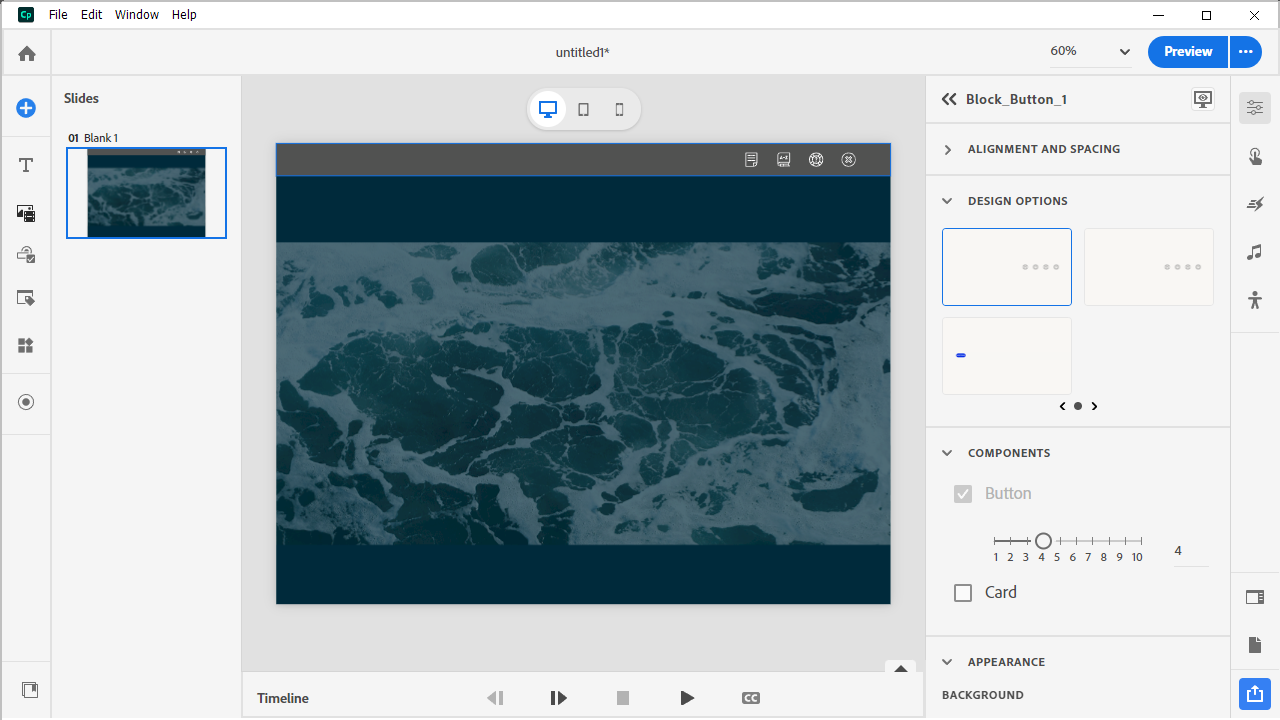 Cp File Edit Window Help
untitled1*
60%
Preview
Slides
01 Blank 1
Block_Button_1
ALIGNMENT AND SPACING
DESIGN OPTIONS
COMPONENTS
Button
1 2 3 4 5 6 7 8 9 10
4
Card
APPEARANCE
BACKGROUND
Timeline
CC